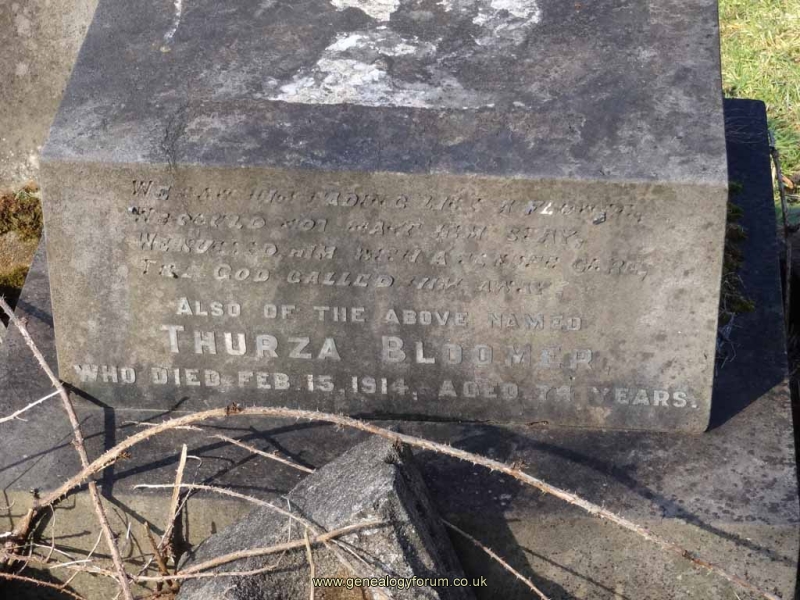 WE SAW HIM FADING LIKE A FLOWER,
WE COULD NOT MAKE HIM STAY,
WE NURSED HIM WITH A CARE,
TILL GOD CALLED HIM AWAY
ALSO OF THE ABOVE NAMED
THURZA BLOOMER
WHO DIED FEB. 15, 1914, AGED 74 YEARS.
www.genealogyforum.co.uk